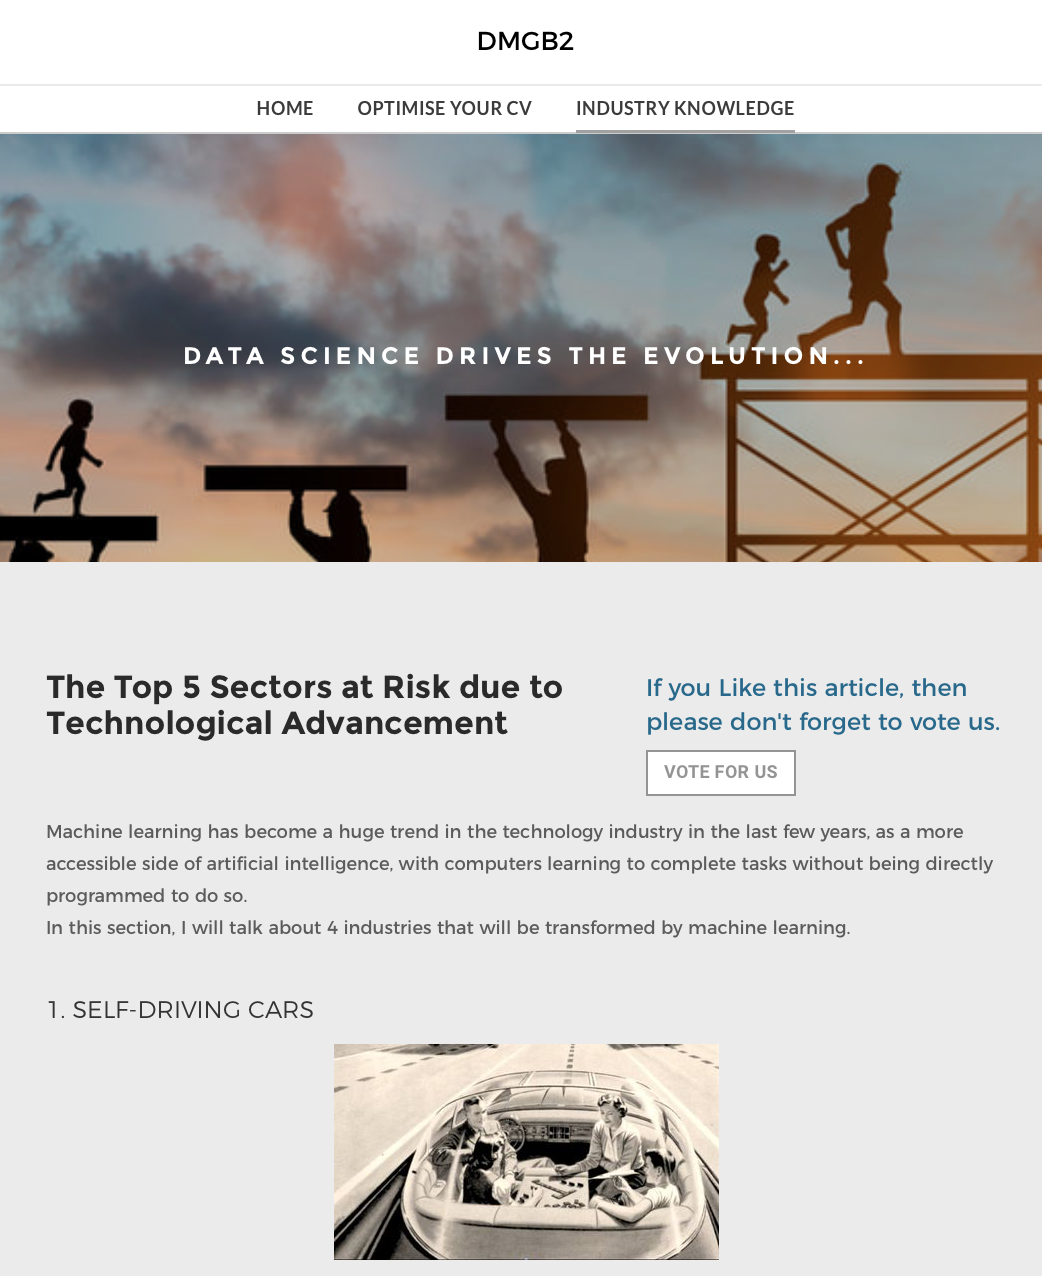 DMGB2
HOME OPTIMISE YOUR CV INDUSTRY KNOWLEDGE
DATA SCIENCE DRIVES THE EVOLUTION...
The Top 5 Sectors at Risk due to
Technological Advancement
If you Like this article, then
please don't forget to vote us.
VOTE FOR US
Machine learning has become a huge trend in the technology industry in the last few years, as a more
accessible side of artificial intelligence, with computers learning to complete tasks without being directly
programmed to do so.
In this section, I will talk about 4 industries that will be transformed by machine learning.
1. SELF-DRIVING CARS